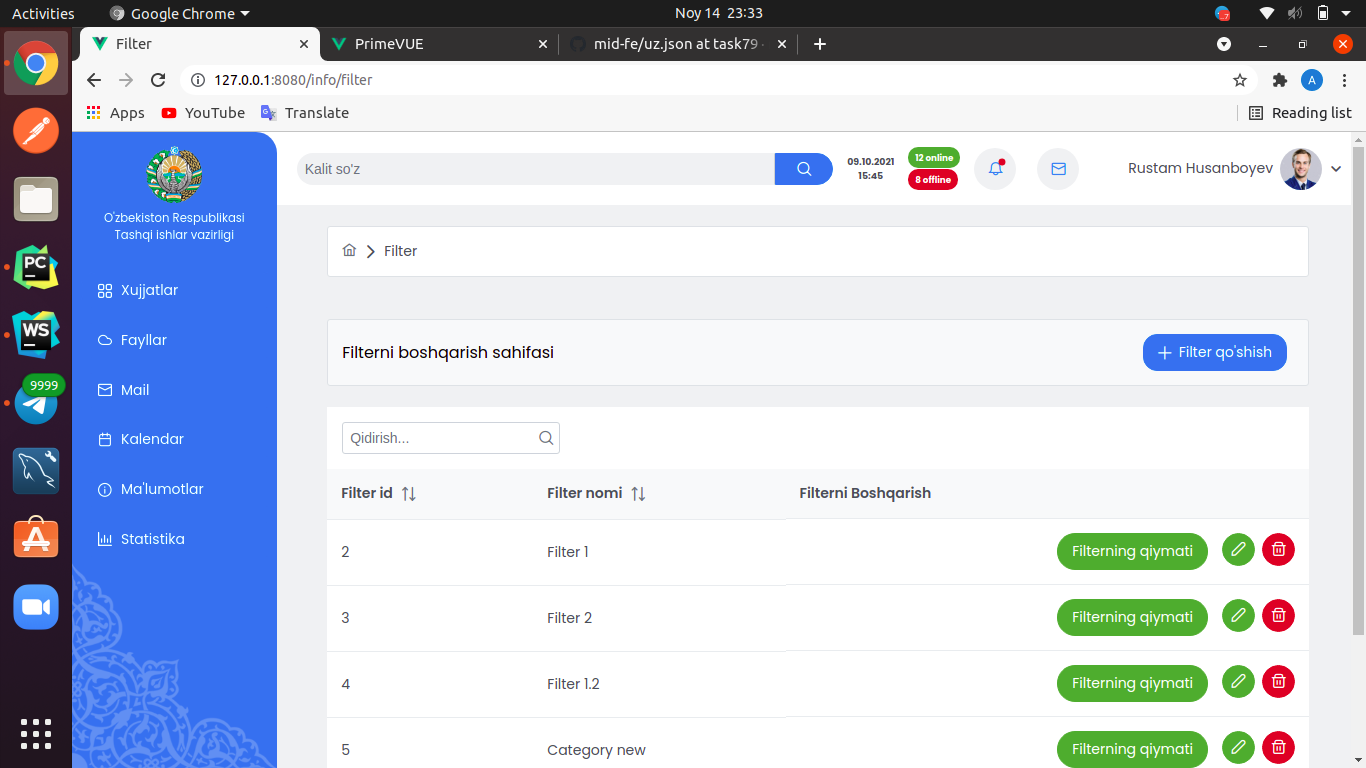 Activities
Google Chrome
Noy 14 23:33
Filter
PrimeVUE
mid-fe/uz.json at task79
127.0.0.1:8080/info/filter
A
Apps
YouTube
Translate
Reading list
O'zbekiston Respublikasi
Tashqi ishlar vazirligi
Kalit so'z
09.10.2021
15:45
12 online
8 offline
Rustam Husanboyev
Xujjatlar
Fayllar
Mail
Kalendar
Ma'lumotlar
Statistika
PC
WS
9999
Filter
Filterni boshqarish sahifasi
Filter qo'shish
Qidirish...
Filter id
Filter nomi
Filterni Boshqarish
2
Filter 1
Filterning qiymati
3
Filter 2
Filterning qiymati
4
Filter 1.2
Filterning qiymati
5
Category new
Filterning qiymati